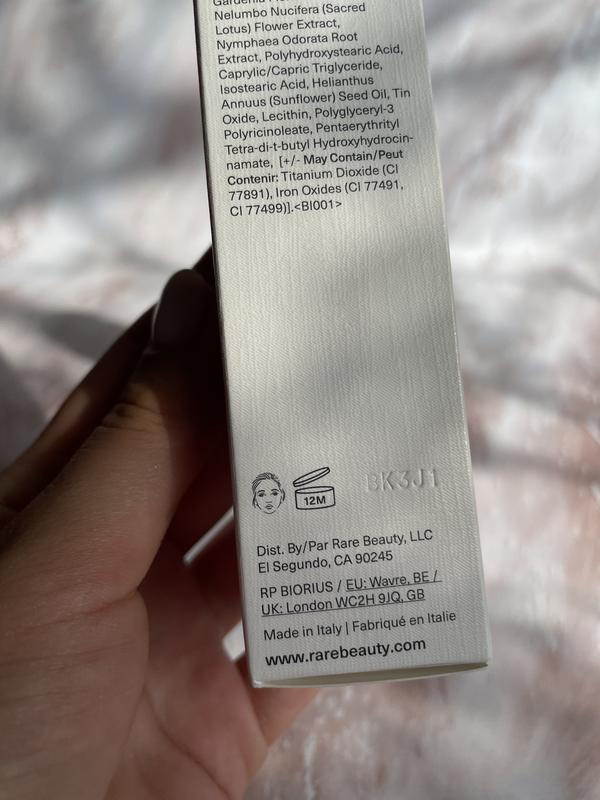 Nelumbo Nucifera (Sacred
Lotus) Flower Extract,
Nymphaea Odorata Root
Extract, Polyhydroxystearic Acid,
Caprylic/Capric Triglyceride,
Isostearic Acid, Helianthus
Annuus (Sunflower) Seed Oil, Tin
Oxide, Lecithin, Polyglyceryl-3
Polyricinoleate, Pentaerythrityl
Tetra-di-t-butyl Hydroxyhydrocin-
namate, [+/- May Contain/Peut
Contenir: Titanium Dioxide (CI
77891), Iron Oxides (CI 77491,
CI 77499)].<BI001>
12M
BK3J1
Dist. By/Par Rare Beauty, LLC
El Segundo, CA 90245
RP BIORIUS / EU: Wavre, BE /
UK: London WC2H 9JQ, GB
Made in Italy | Fabriqué en Italie
www.rarebeauty.com